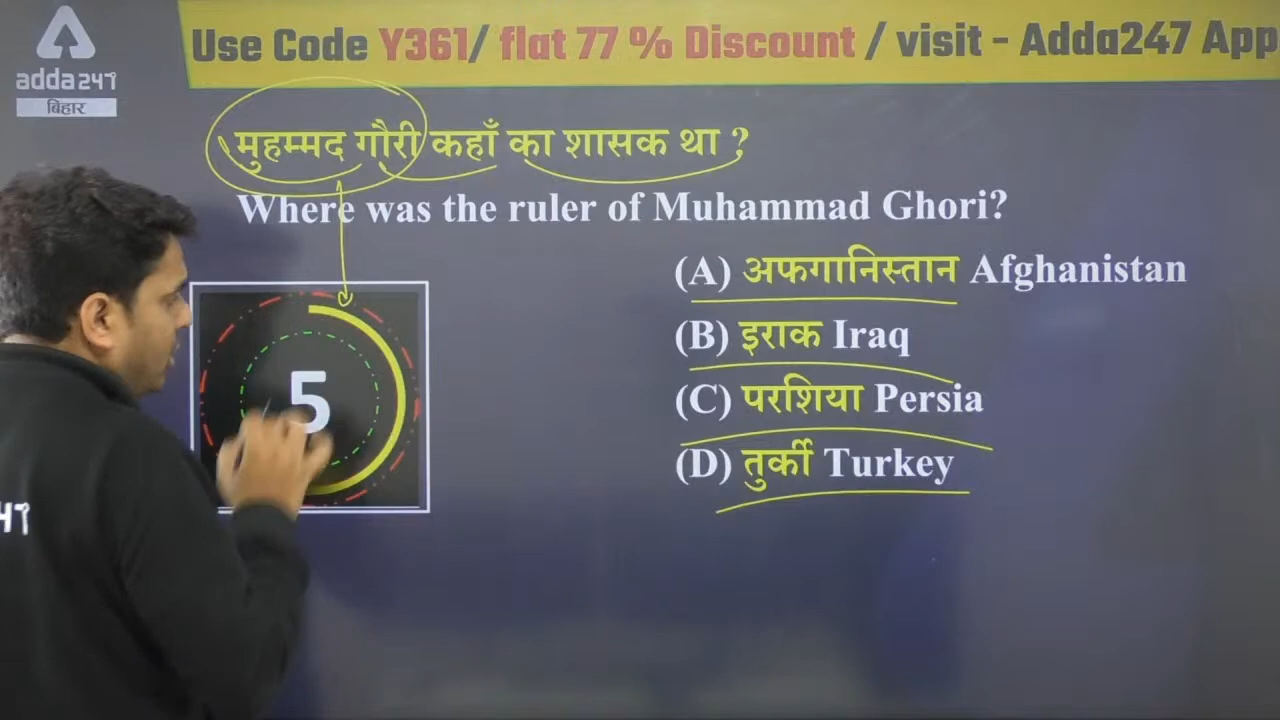 Use Code Y361/ flat 77 % Discount / visit - Adda247 App
adda247
बिहार
मुहम्मद गौरी कहाँ का शासक था ?
Where was the ruler of Muhammad Ghori?
(A) अफगानिस्तान Afghanistan
(B) इराक Iraq
(C) परशिया Persia
(D) तुर्की Turkey
5
47